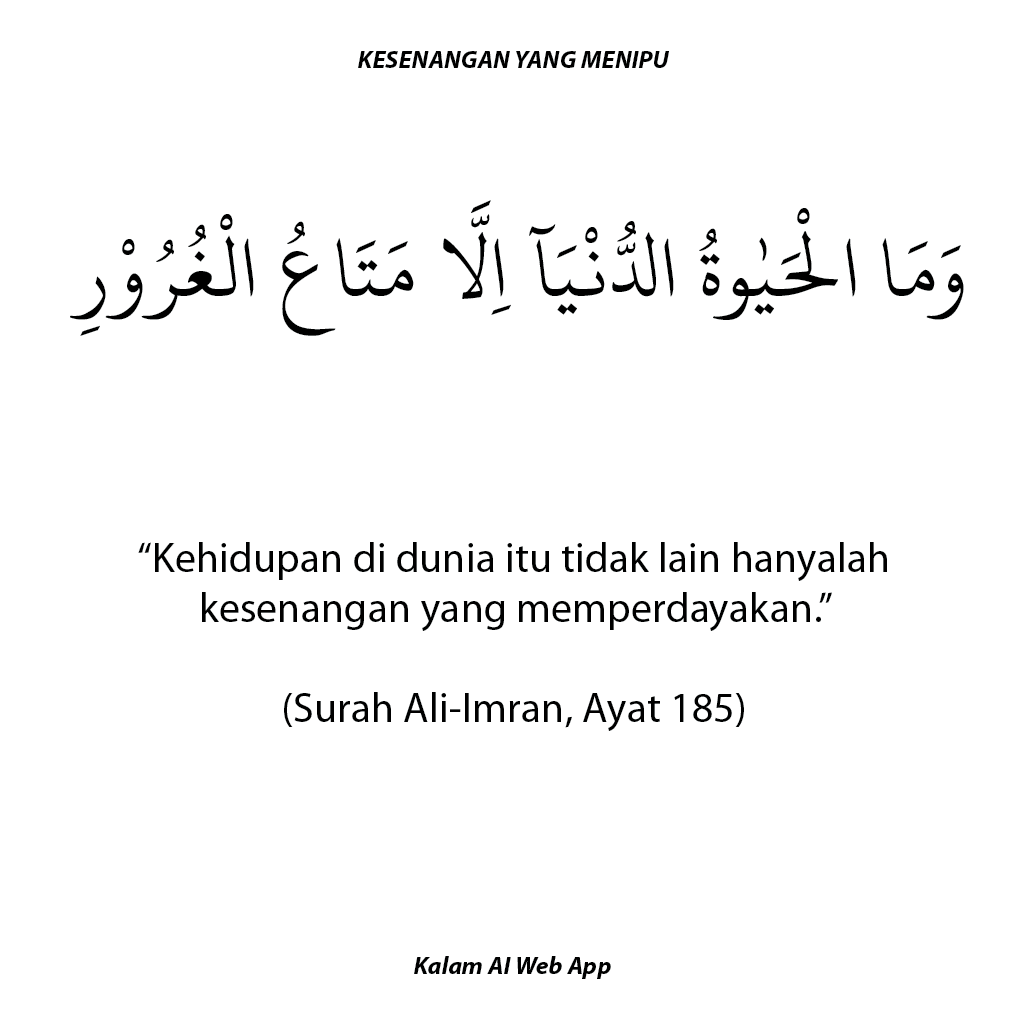 KESENANGAN YANG MENIPU
وَمَا الْحَيٰوةُ الدُّنْيَآ اِلَّا مَتَاعُ الْغُرُوْرِ
“Kehidupan di dunia itu tidak lain hanyalah
kesenangan yang memperdayakan.”
(Surah Ali-Imran, Ayat 185)
Kalam AI Web App